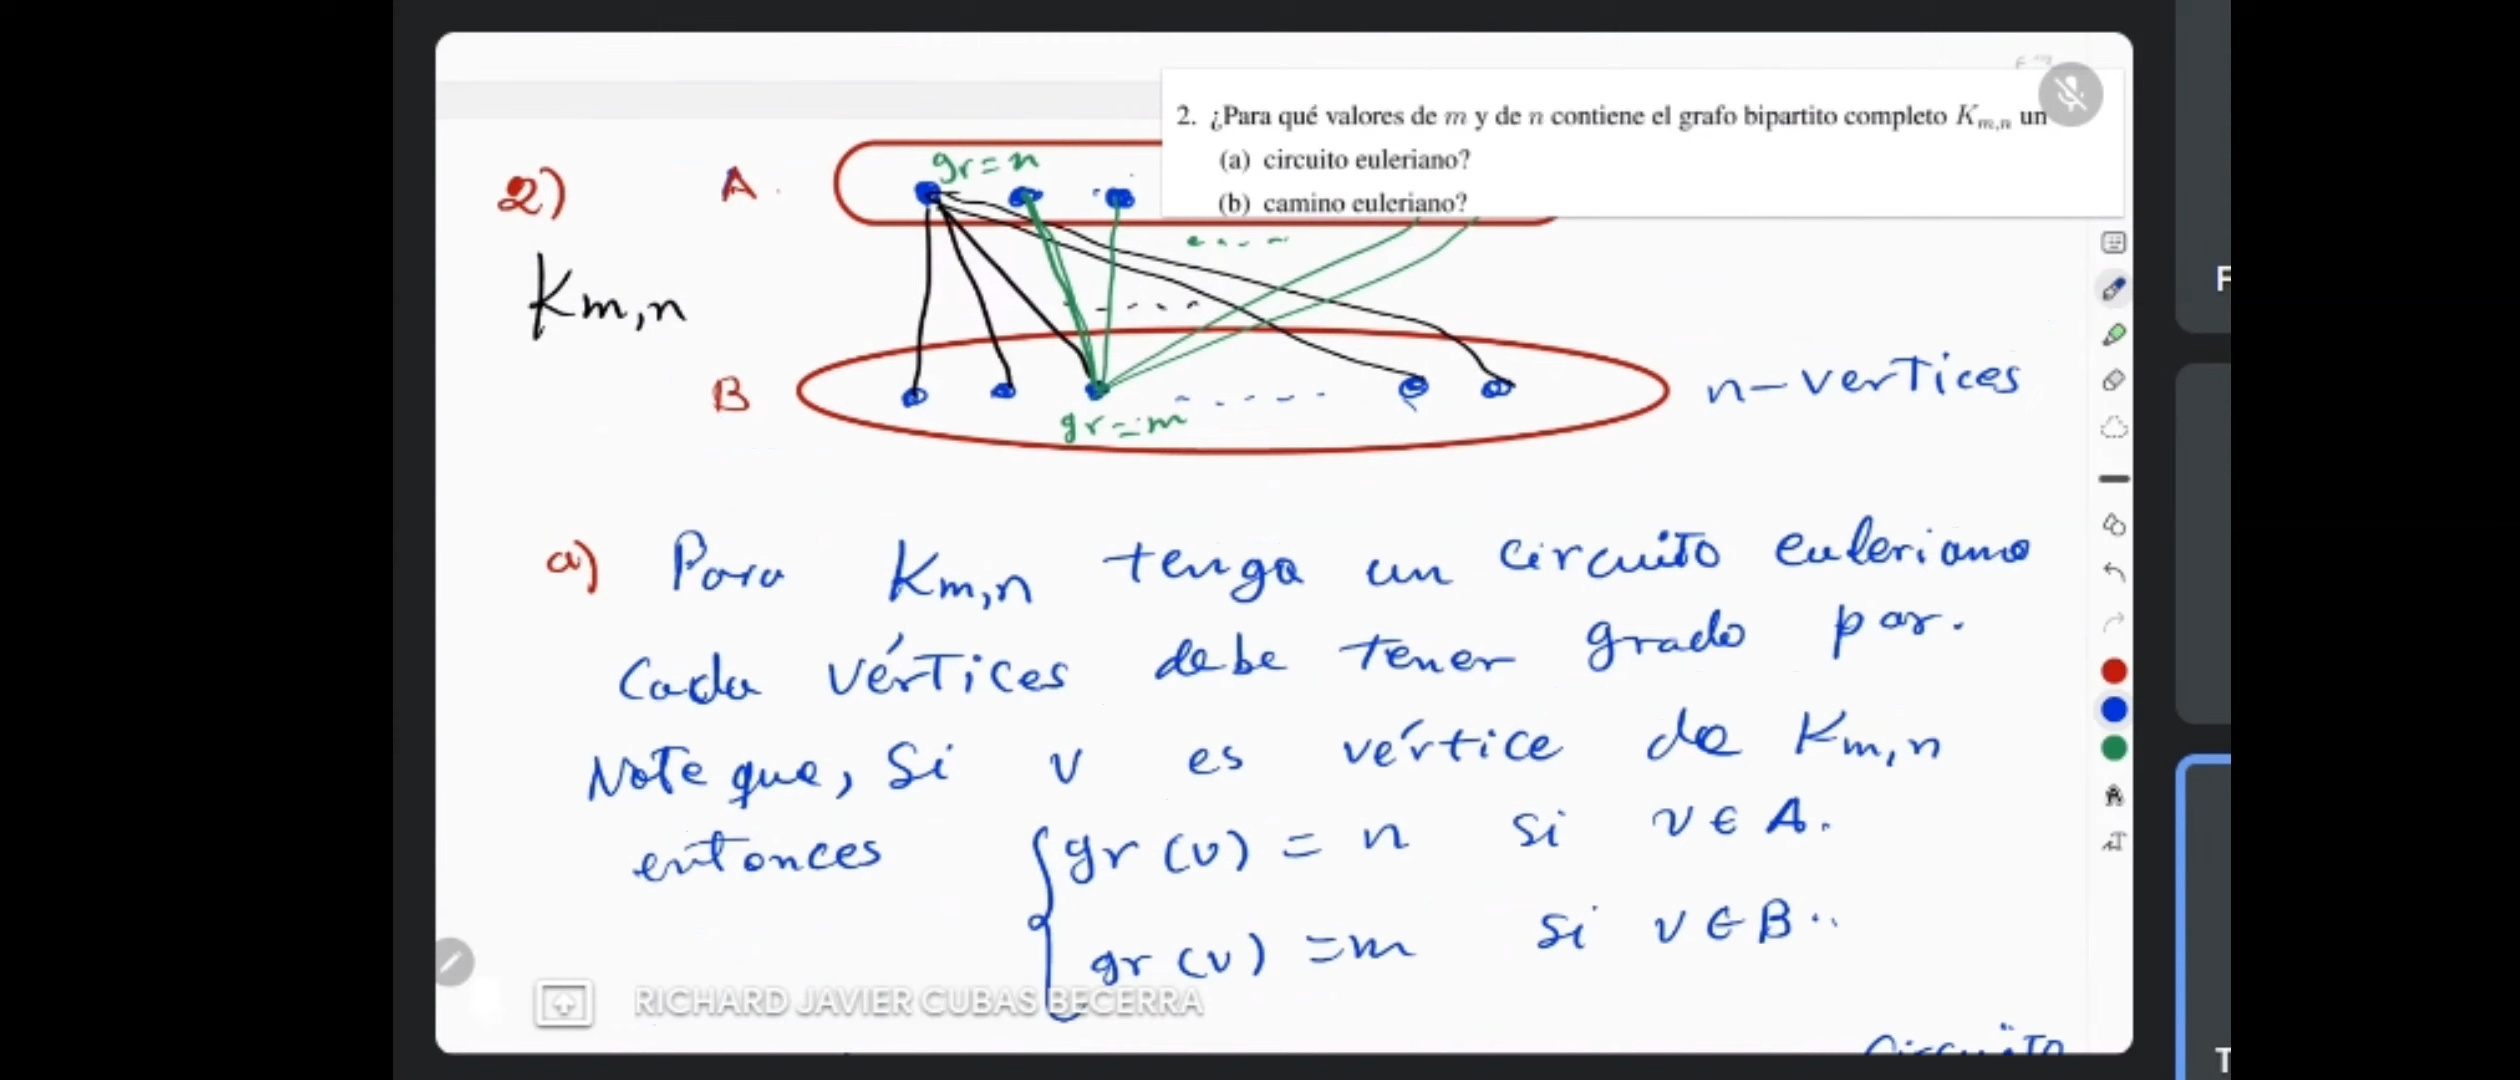 2. ¿Para qué valores de m y de n contiene el grafo bipartito completo Km,n un
(a) circuito euleriano?
(b) camino euleriano?
2)
A
gr=n
Km,n
B
n-vertices
gr=m
a) Para Km,n tenga un circuito euleriano
Cada vérTices debe Tener grado par.
Note que, Si v es vértice de Km,n
entonces gr(v) = n si v ∈ A.
gr(v) = m si v ∈ B..
RICHARD JAVIER CUBAS BECERRA
circuiTo
F
T